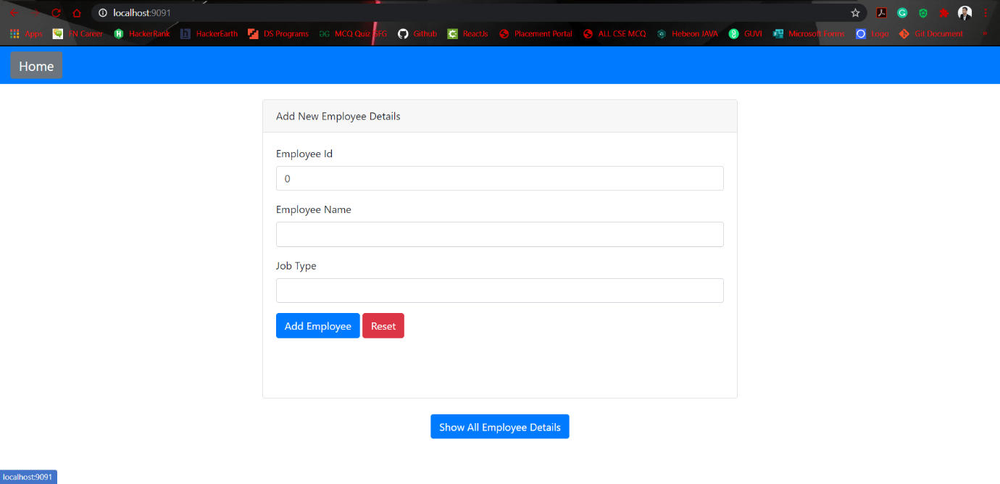 localhost:9091
Apps FN Career HackerRank HackerEarth DS Programs MCQ Quiz GFG Github ReactJs Placement Portal ALL CSE MCQ Hebeon JAVA GUVI Microsoft Forms Logo Git Document »
Home
Add New Employee Details
Employee Id
0
Employee Name
Job Type
Add Employee Reset
Show All Employee Details
localhost:9091